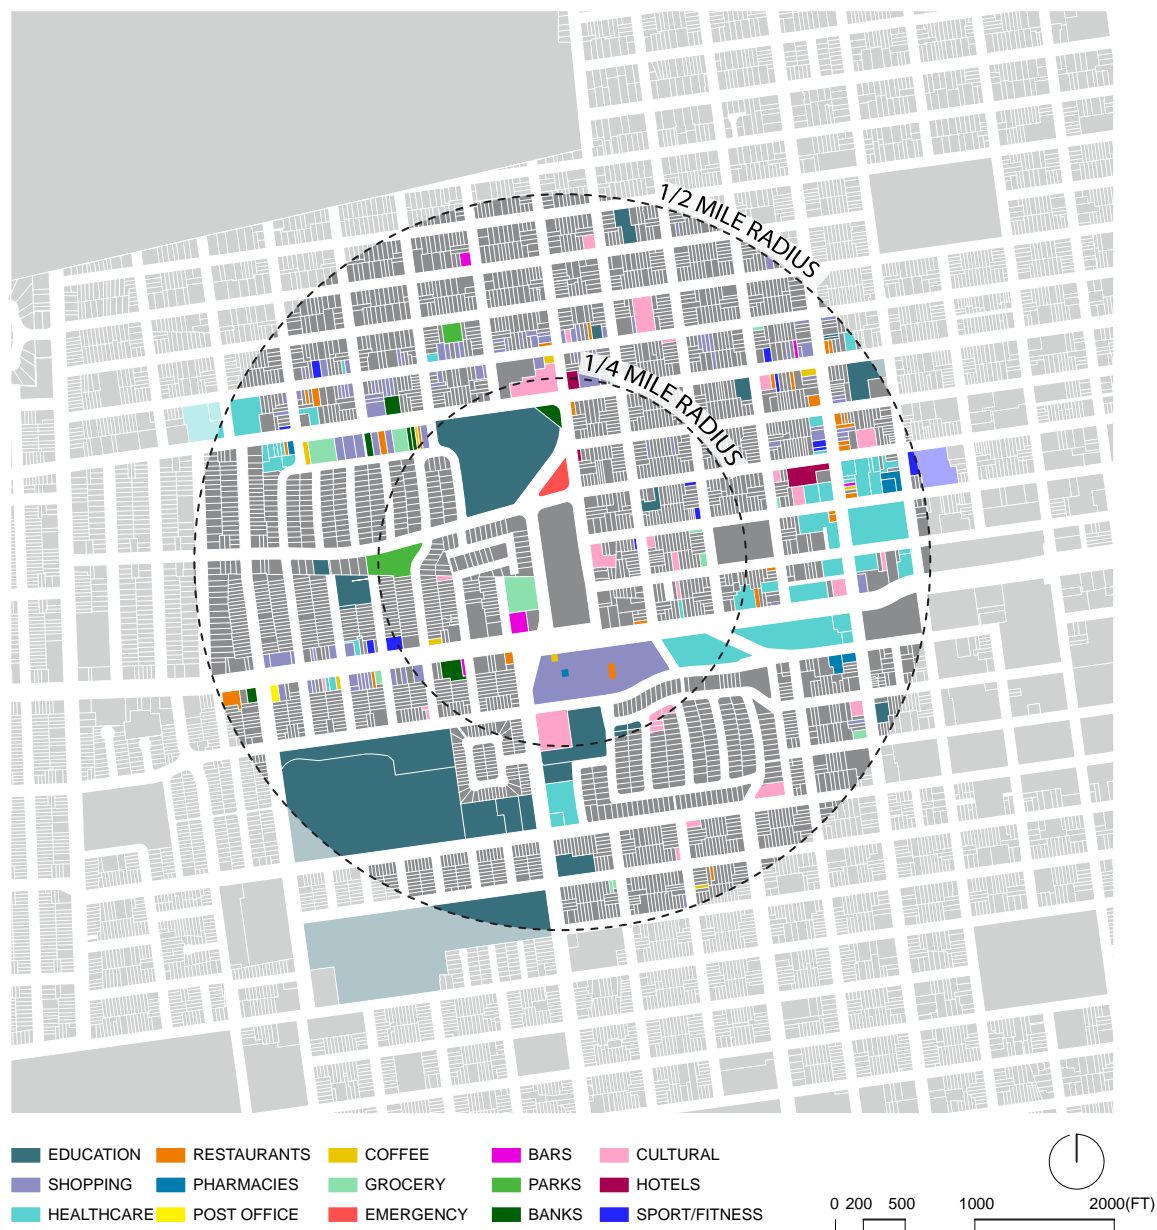 1/2 MILE RADIUS
1/4 MILE RADIUS
EDUCATION RESTAURANTS COFFEE BARS CULTURAL
SHOPPING PHARMACIES GROCERY PARKS HOTELS
HEALTHCARE POST OFFICE EMERGENCY BANKS SPORT/FITNESS
0 200 500 1000 2000(FT)